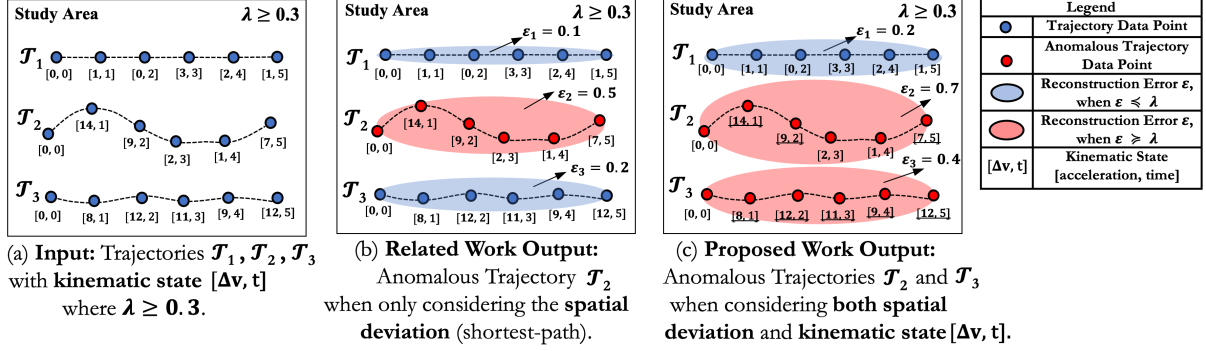 Study Area
λ ≥ 0.3
𝒯1
[0, 0] [1, 1] [0, 2] [3, 3] [2, 4] [1, 5]
𝒯2
[0, 0]
[14, 1]
[9, 2]
[2, 3]
[1, 4]
[7, 5]
𝒯3
[0, 0] [8, 1] [12, 2] [11, 3] [9, 4] [12, 5]
(a) Input: Trajectories 𝒯1, 𝒯2, 𝒯3
with kinematic state [Δv, t]
where λ ≥ 0.3.
Study Area
λ ≥ 0.3
ε1 = 0.1
𝒯1
[0, 0] [1, 1] [0, 2] [3, 3] [2, 4] [1, 5]
ε2 = 0.5
𝒯2
[0, 0]
[14, 1]
[9, 2]
[2, 3]
[1, 4]
[7, 5]
ε3 = 0.2
𝒯3
[0, 0] [8, 1] [12, 2] [11, 3] [9, 4] [12, 5]
(b) Related Work Output:
Anomalous Trajectory 𝒯2
when only considering the spatial
deviation (shortest-path).
Study Area
λ ≥ 0.3
ε1 = 0.2
𝒯1
[0, 0] [1, 1] [0, 2] [3, 3] [2, 4] [1, 5]
ε2 = 0.7
𝒯2
[0, 0]
[14, 1]
[9, 2]
[2, 3]
[1, 4]
[7, 5]
ε3 = 0.4
𝒯3
[0, 0] [8, 1] [12, 2] [11, 3] [9, 4] [12, 5]
(c) Proposed Work Output:
Anomalous Trajectories 𝒯2 and 𝒯3
when considering both spatial
deviation and kinematic state [Δv, t].
Legend
Trajectory Data Point
Anomalous Trajectory
Data Point
Reconstruction Error ε,
when ε ≼ λ
Reconstruction Error ε,
when ε ≽ λ
[Δv, t]
Kinematic State
[acceleration, time]